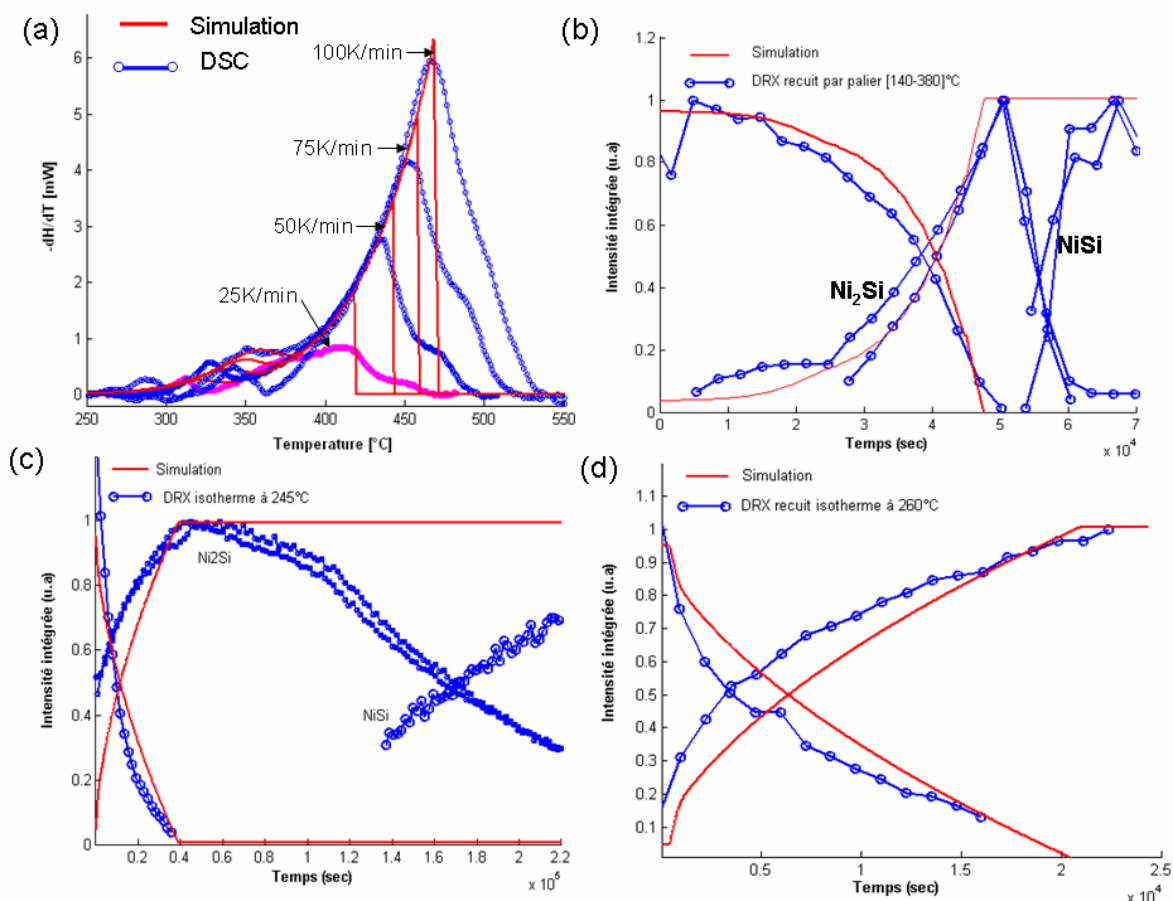 (a)
Simulation
DSC
100K/min
75K/min
50K/min
25K/min
-dH/dT [mW]
6
5
4
3
2
1
0
250
300
350
400
450
500
550
Temperature [°C]
(b)
Simulation
DRX recuit par palier [140-380]°C
Ni2Si
NiSi
Intensité intégrée (u.a)
1
0.8
0.6
0.4
0.2
0
0
1
2
3
4
5
6
7
Temps (sec)
x 10^4
(c)
Simulation
DRX isotherme à 245°C
Ni2Si
NiSi
Intensité intégrée (u.a)
1
0.8
0.6
0.4
0.2
0
0.2
0.4
0.6
0.8
1
1.2
1.4
1.6
1.8
2
2.2
Temps (sec)
x 10^5
(d)
Simulation
DRX recuit isotherme à 260°C
Intensité intégrée (u.a)
1.1
1
0.9
0.8
0.7
0.6
0.5
0.4
0.3
0.2
0.1
0.5
1
1.5
2
2.5
Temps (sec)
x 10^4